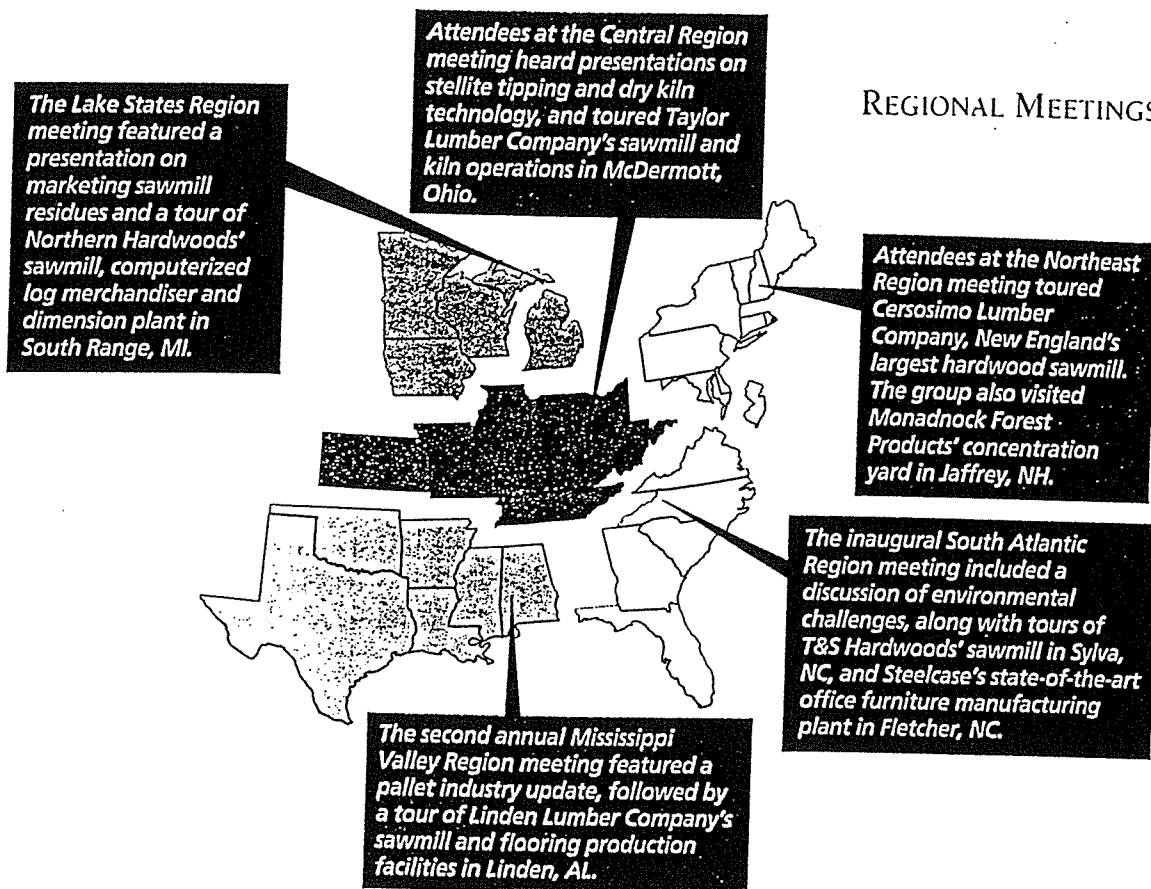 REGIONAL MEETINGS
The Lake States Region
meeting featured a
presentation on
marketing sawmill
residues and a tour of
Northern Hardwoods'
sawmill, computerized
log merchandiser and
dimension plant in
South Range, MI.
Attendees at the Central Region
meeting heard presentations on
stellite tipping and dry kiln
technology, and toured Taylor
Lumber Company's sawmill and
kiln operations in McDermott,
Ohio.
Attendees at the Northeast
Region meeting toured
Cersosimo Lumber
Company, New England's
largest hardwood sawmill.
The group also visited
Monadnock Forest
Products' concentration
yard in Jaffrey, NH.
The inaugural South Atlantic
Region meeting included a
discussion of environmental
challenges, along with tours of
T&S Hardwoods' sawmill in Sylva,
NC, and Steelcase's state-of-the-art
office furniture manufacturing
plant in Fletcher, NC.
The second annual Mississippi
Valley Region meeting featured a
pallet industry update, followed by
a tour of Linden Lumber Company's
sawmill and flooring production
facilities in Linden, AL.